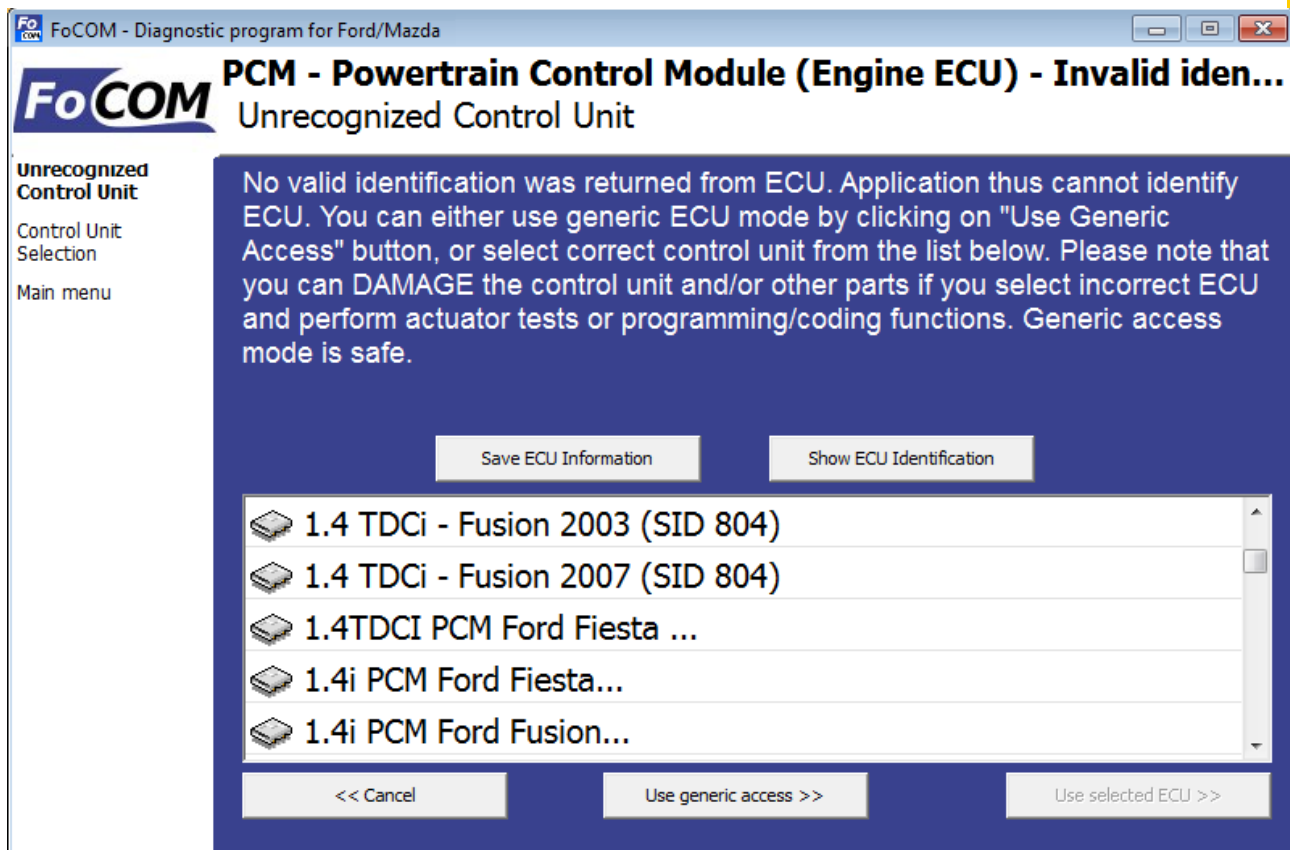 FoCOM - Diagnostic program for Ford/Mazda
FoCOM
PCM - Powertrain Control Module (Engine ECU) - Invalid iden...
Unrecognized Control Unit
Unrecognized
Control Unit
Control Unit
Selection
Main menu
No valid identification was returned from ECU. Application thus cannot identify
ECU. You can either use generic ECU mode by clicking on "Use Generic
Access" button, or select correct control unit from the list below. Please note that
you can DAMAGE the control unit and/or other parts if you select incorrect ECU
and perform actuator tests or programming/coding functions. Generic access
mode is safe.
Save ECU Information
Show ECU Identification
1.4 TDCi - Fusion 2003 (SID 804)
1.4 TDCi - Fusion 2007 (SID 804)
1.4TDCI PCM Ford Fiesta ...
1.4i PCM Ford Fiesta...
1.4i PCM Ford Fusion...
<< Cancel
Use generic access >>
Use selected ECU >>